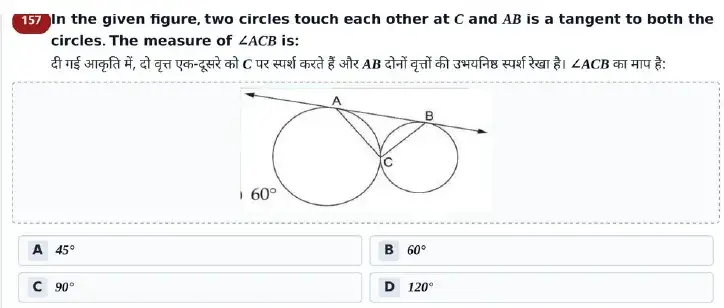 157 In the given figure, two circles touch each other at C and AB is a tangent to both the
circles. The measure of ∠ACB is:
दी गई आकृति में, दो वृत्त एक-दूसरे को C पर स्पर्श करते हैं और AB दोनों वृत्तों की उभयनिष्ठ स्पर्श रेखा है। ∠ACB का माप है:
A
B
C
) 60°
A 45°
B 60°
C 90°
D 120°